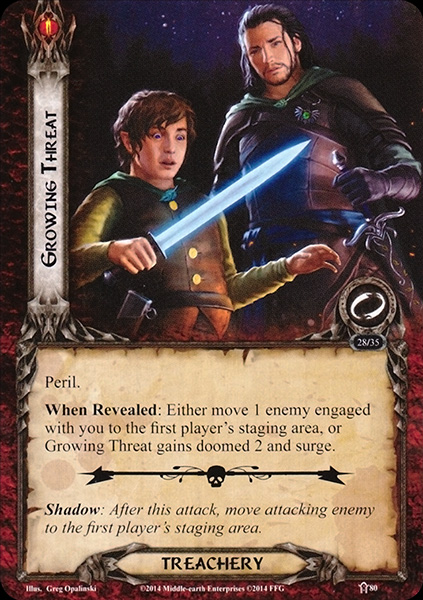 GROWING THREAT
28/35
Peril.
When Revealed: Either move 1 enemy engaged
with you to the first player's staging area, or
Growing Threat gains doomed 2 and surge.
Shadow: After this attack, move attacking enemy
to the first player's staging area.
TREACHERY
Illus. Greg Opalinski
©2014 Middle-earth Enterprises ©2014 FFG
80